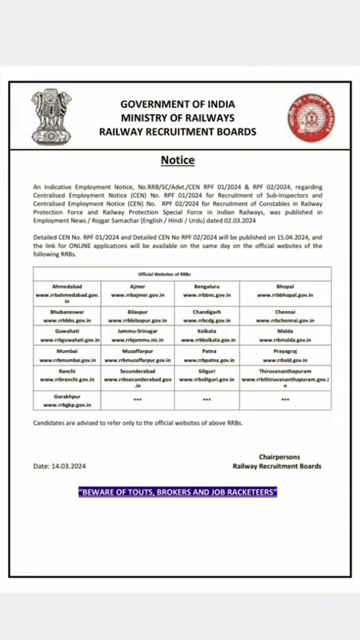 GOVERNMENT OF INDIA
MINISTRY OF RAILWAYS
RAILWAY RECRUITMENT BOARDS
Notice
An Indicative Employment Notice, No.RRB/SC/Advt./CEN RPF 01/2024 & RPF 02/2024, regarding
Centralised Employment Notice (CEN) No. RPF 01/2024 for Recruitment of Sub-Inspectors and
Centralised Employment Notice (CEN) No. RPF 02/2024 for Recruitment of Constables in Railway
Protection Force and Railway Protection Special Force in Indian Railways, was published in
Employment News / Rojgar Samachar (English / Hindi / Urdu) dated 02.03.2024
Detailed CEN No. RPF 01/2024 and Detailed CEN No RPF 02/2024 will be published on 15.04.2024, and
the link for ONLINE applications will be available on the same day on the official websites of the
following RRBs.
Official Websites of RRBs
Ahmedabad Ajmer Bengaluru Bhopal
www.rrbahmedabad.gov. www.rrbajmer.gov.in www.rrbbnc.gov.in www.rrbbhopal.gov.in
in
Bhubaneswar Bilaspur Chandigarh Chennai
www.rrbbbs.gov.in www.rrbbilaspur.gov.in www.rrbcdg.gov.in www.rrbchennai.gov.in
Guwahati Jammu-Srinagar Kolkata Malda
www.rrbguwahati.gov.in www.rrbjammu.nic.in www.rrbkolkata.gov.in www.rrbmalda.gov.in
Mumbai Muzaffarpur Patna Prayagraj
www.rrbmumbai.gov.in www.rrbmuzaffarpur.gov.in www.rrbpatna.gov.in www.rrbald.gov.in
Ranchi Secunderabad Siliguri Thiruvananthapuram
www.rrbranchi.gov.in www.rrbsecunderabad.gov www.rrbsiliguri.gov.in www.rrbthiruvananthapuram.gov.i
.in n
Gorakhpur *** *** ***
www.rrbgkp.gov.in
Candidates are advised to refer only to the official websites of above RRBs.
Chairpersons
Date: 14.03.2024 Railway Recruitment Boards
"BEWARE OF TOUTS, BROKERS AND JOB RACKETEERS"